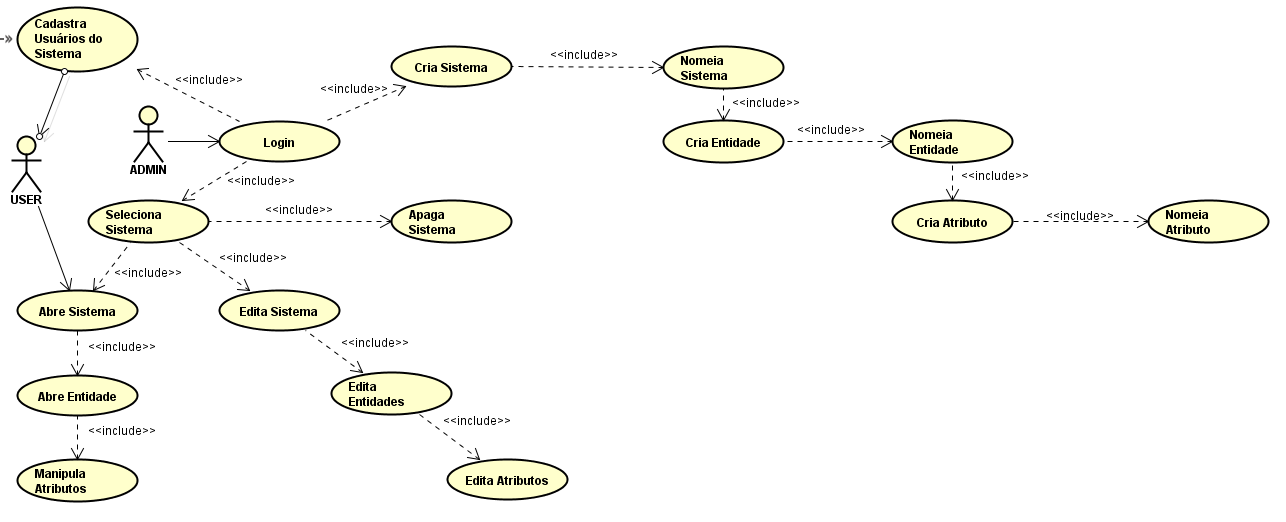 Cadastra
Usuários do
Sistema
»
<<include>>
Cria Sistema
<<include>>
<<include>>
Nomeia
Sistema
<<include>>
ADMIN
Login
Cria Entidade
<<include>>
Nomeia
Entidade
USER
<<include>>
<<include>>
Seleciona
Sistema
<<include>>
Apaga
Sistema
Cria Atributo
<<include>>
Nomeia
Atributo
<<include>>
<<include>>
Abre Sistema
Edita Sistema
<<include>>
<<include>>
Abre Entidade
Edita
Entidades
<<include>>
<<include>>
Manipula
Atributos
Edita Atributos